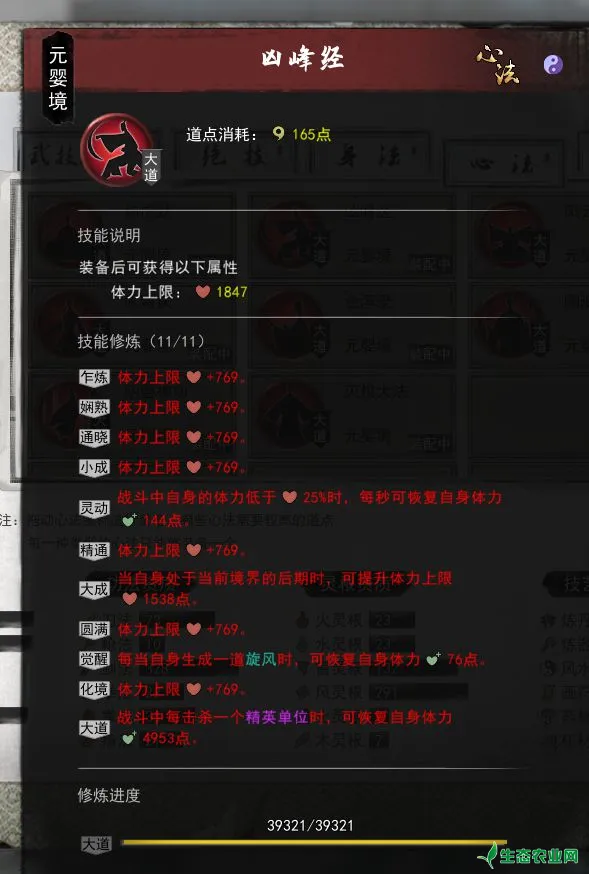 元婴境
凶峰经
心法
道点消耗： 165点
大道
技能说明
装备后可获得以下属性
体力上限： 1847
技能修炼（11/11）
乍炼 体力上限 +769。
娴熟 体力上限 +769。
通晓 体力上限 +769。
小成 体力上限 +769。
灵动 战斗中自身的体力低于 25%时，每秒可恢复自身体力
144点。
精通 体力上限 +769。
大成 当自身处于当前境界的后期时，可提升体力上限
1538点。
圆满 体力上限 +769。
觉醒 每当自身生成一道旋风时，可恢复自身体力 76点。
化境 体力上限 +769。
大道 战斗中每击杀一个精英单位时，可恢复自身体力
4953点。
修炼进度
39321/39321
大道
生态农业网